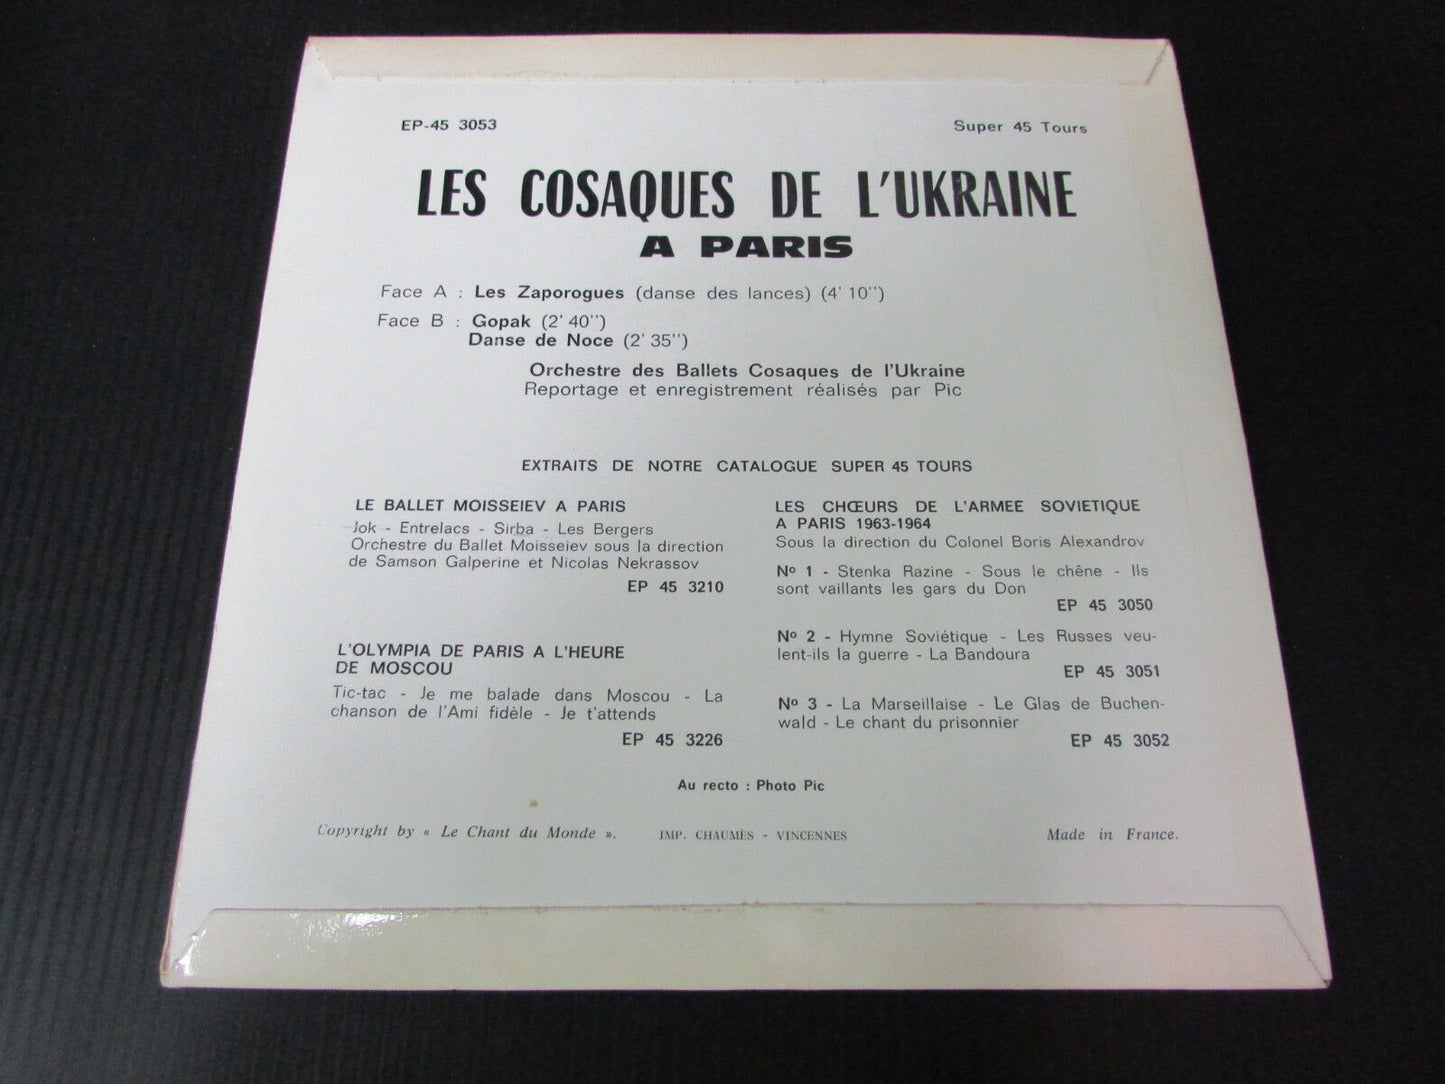 EP-45 3053
Super 45 Tours
LES COSAQUES DE L'UKRAINE
A PARIS
Face A : Les Zaporogues (danse des lances) (4' 10'')
Face B : Gopak (2' 40'')
Danse de Noce (2' 35'')
Orchestre des Ballets Cosaques de l'Ukraine
Reportage et enregistrement réalisés par Pic
EXTRAITS DE NOTRE CATALOGUE SUPER 45 TOURS
LE BALLET MOISSEIEV A PARIS
Jok - Entrelacs - Sirba - Les Bergers
Orchestre du Ballet Moisseiev sous la direction
de Samson Galperine et Nicolas Nekrassov
EP 45 3210
L'OLYMPIA DE PARIS A L'HEURE
DE MOSCOU
Tic-tac - Je me balade dans Moscou - La
chanson de l'Ami fidèle - Je t'attends
EP 45 3226
LES CHŒURS DE L'ARMEE SOVIETIQUE
A PARIS 1963-1964
Sous la direction du Colonel Boris Alexandrov
Nº 1 - Stenka Razine - Sous le chêne - Ils
sont vaillants les gars du Don
EP 45 3050
Nº 2 - Hymne Soviétique - Les Russes veu-
lent-ils la guerre - La Bandoura
EP 45 3051
Nº 3 - La Marseillaise - Le Glas de Buchen-
wald - Le chant du prisonnier
EP 45 3052
Au recto : Photo Pic
Copyright by « Le Chant du Monde ».
IMP. CHAUMÈS - VINCENNES
Made in France.